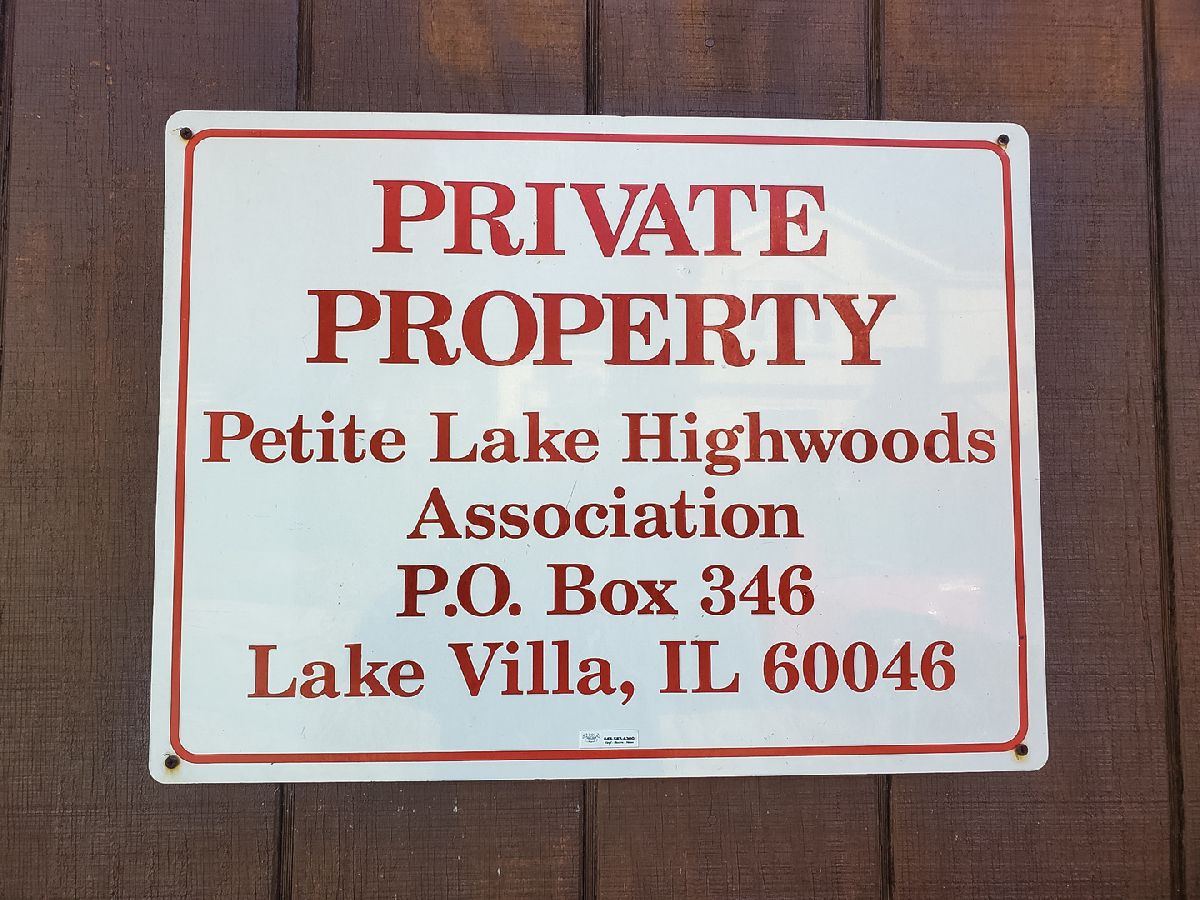 PRIVATE
PROPERTY
Petite Lake Highwoods
Association
P.O. Box 346
Lake Villa, IL 60046